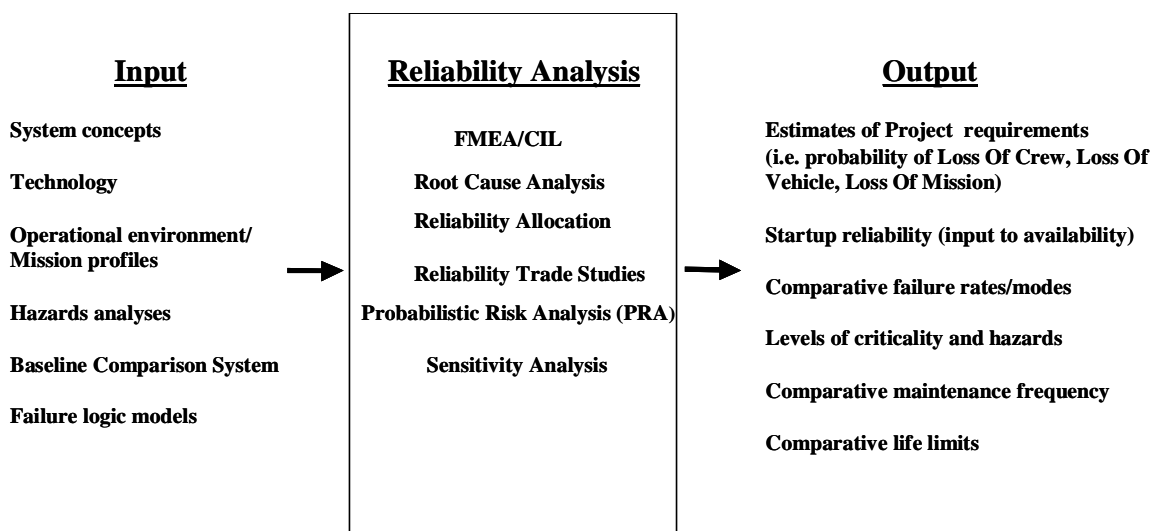 Input
System concepts
Technology
Operational environment/
Mission profiles
Hazards analyses
Baseline Comparison System
Failure logic models
Reliability Analysis
FMEA/CIL
Root Cause Analysis
Reliability Allocation
Reliability Trade Studies
Probabilistic Risk Analysis (PRA)
Sensitivity Analysis
Output
Estimates of Project requirements
(i.e. probability of Loss Of Crew, Loss Of
Vehicle, Loss Of Mission)
Startup reliability (input to availability)
Comparative failure rates/modes
Levels of criticality and hazards
Comparative maintenance frequency
Comparative life limits